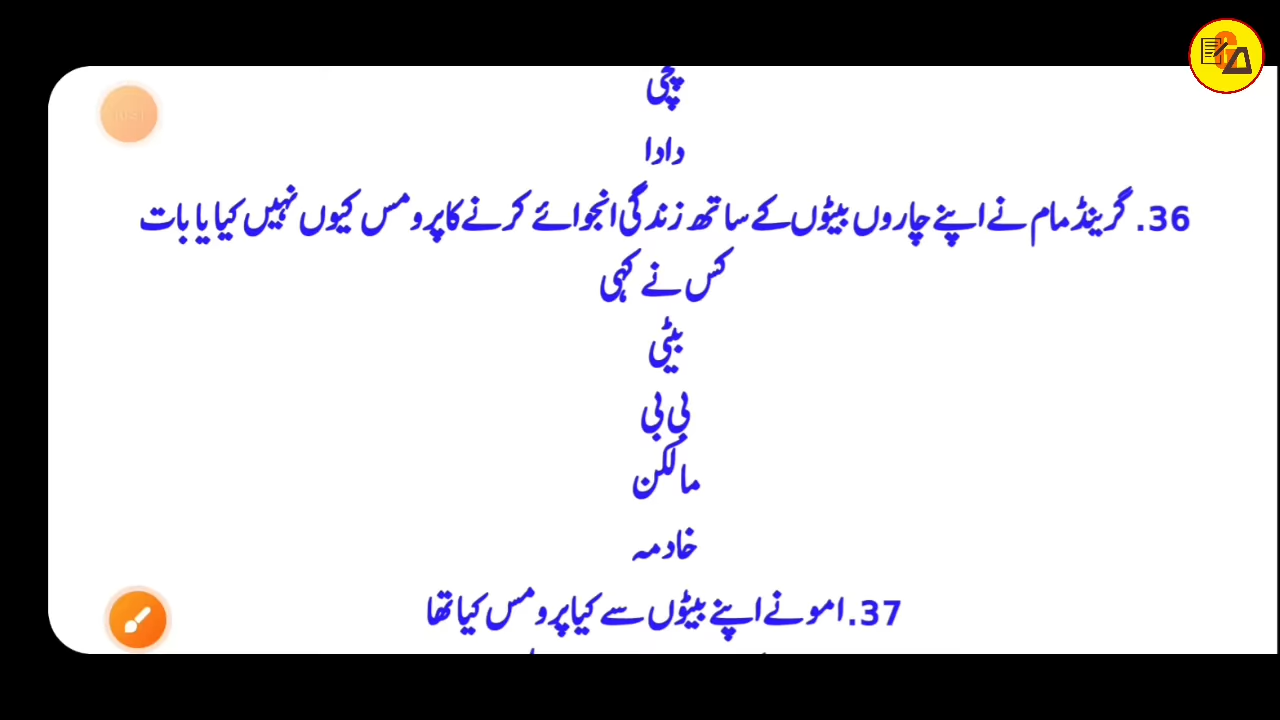 چچی
دادا
36. گرینڈ مام نے اپنے چاروں بیٹوں کے ساتھ زندگی انجوائے کرنے کا پرومس کیوں نہیں کیا یا بات
کس نے کہی
بیٹی
بی بی
مالکن
خادمہ
37. امو نے اپنے بیٹوں سے کیا پرومس کیا تھا